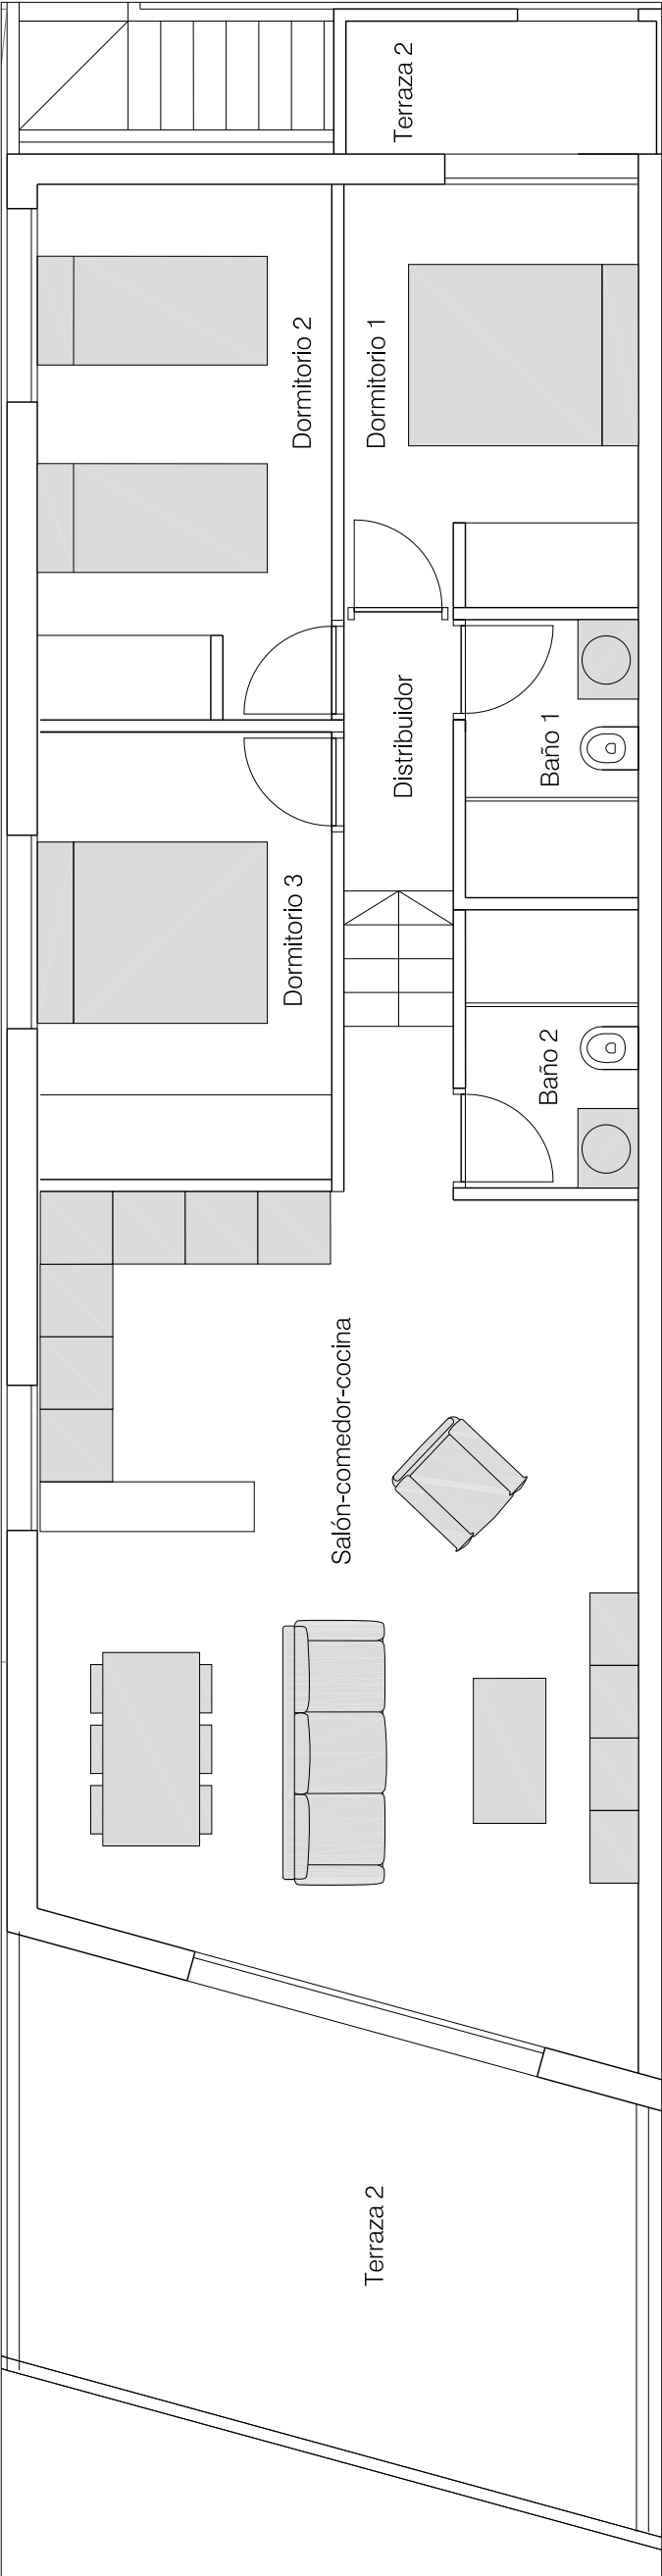 Terraza 2
Dormitorio 2
Dormitorio 1
Distribuidor
Baño 1
Dormitorio 3
Baño 2
Salón-comedor-cocina
Terraza 2